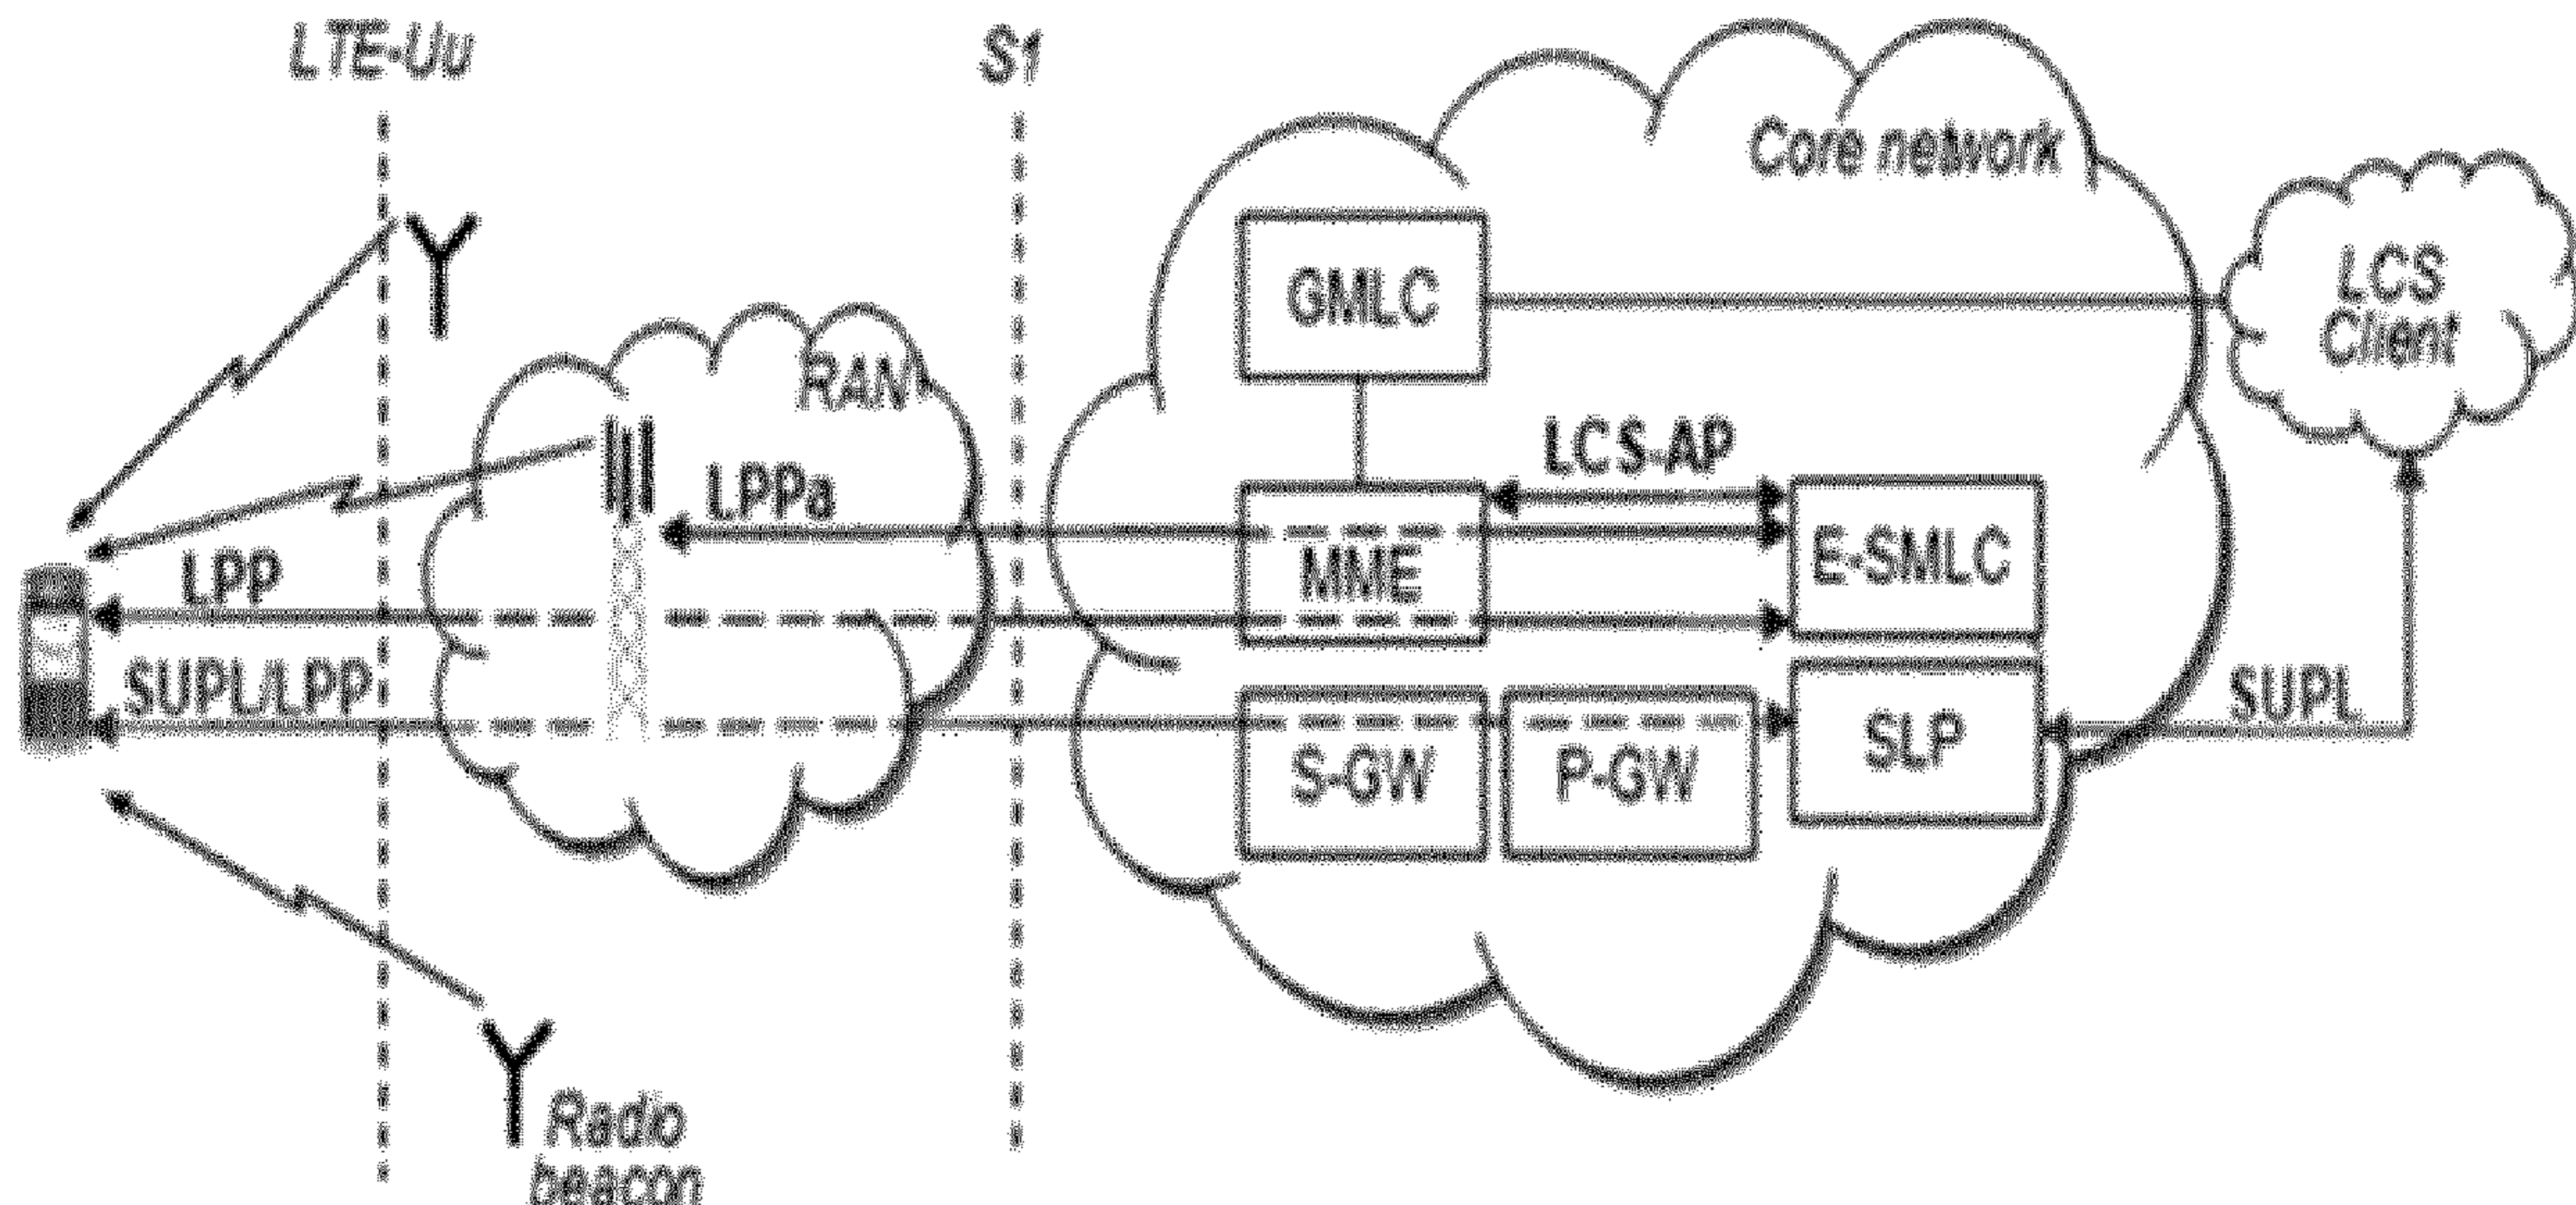 LTE-Uu
S1
Core network
GMLC
LCS
Client
RAN
LCS-AP
LPPa
MME
E-SMLC
LPP
SUPL/LPP
SUPL
S-GW
P-GW
SLP
Radio
beacon